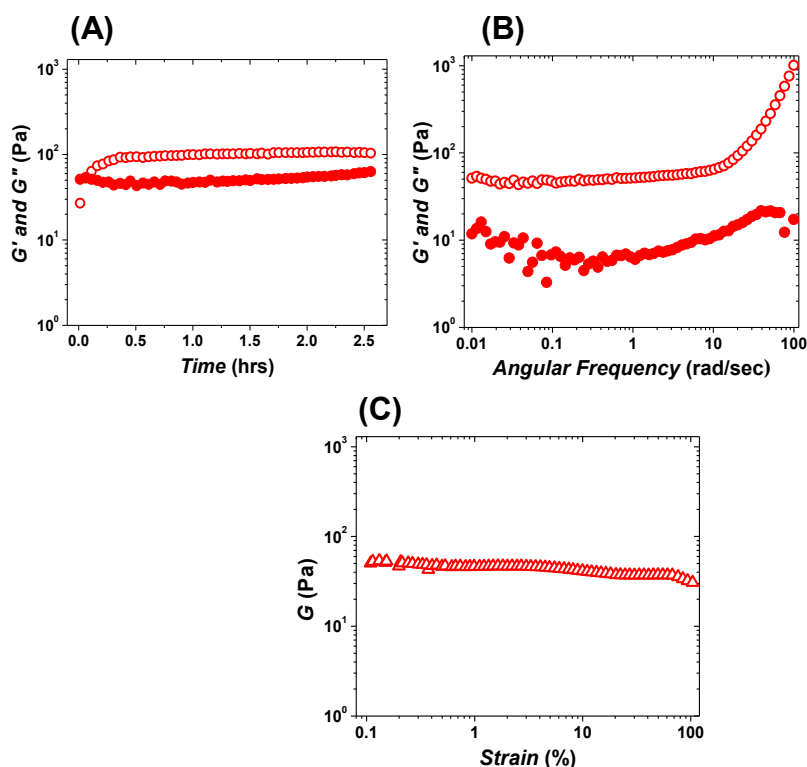 (A)
(B)
10³
10²
10¹
10⁰
G' and G" (Pa)
0.0 0.5 1.0 1.5 2.0 2.5
Time (hrs)
10³
10²
10¹
10⁰
G' and G" (Pa)
0.01 0.1 1 10 100
Angular Frequency (rad/sec)
(C)
10³
10²
10¹
10⁰
G (Pa)
0.1 1 10 100
Strain (%)